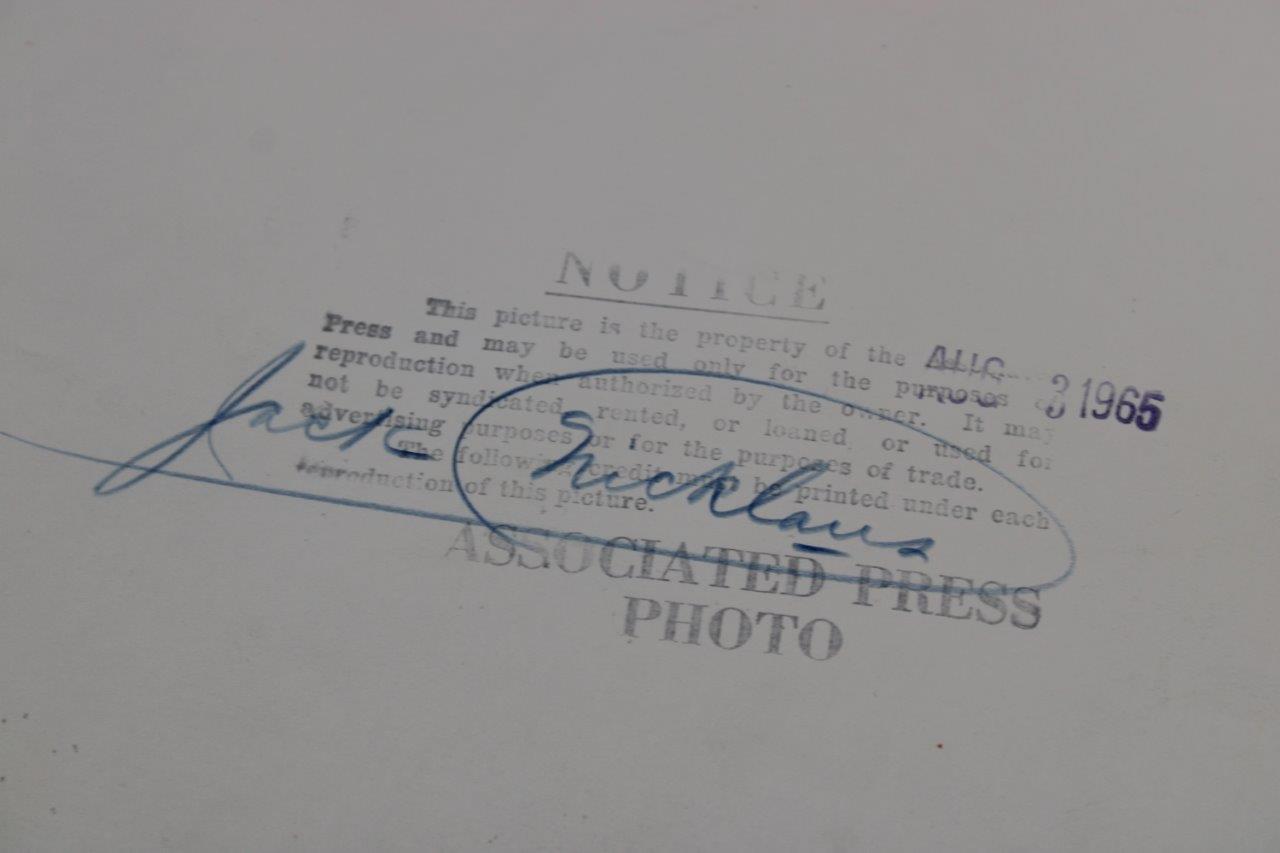 NOTICE
This picture is the property of the
Press and may be used only for the purposes
AUG 3 1965
reproduction when authorized by the owner. It may
not be syndicated, rented, or loaned, or used for
advertising purposes or for the purposes of trade.
The following credit must be printed under each
reproduction of this picture.
Jack Nicklaus
ASSOCIATED PRESS
PHOTO